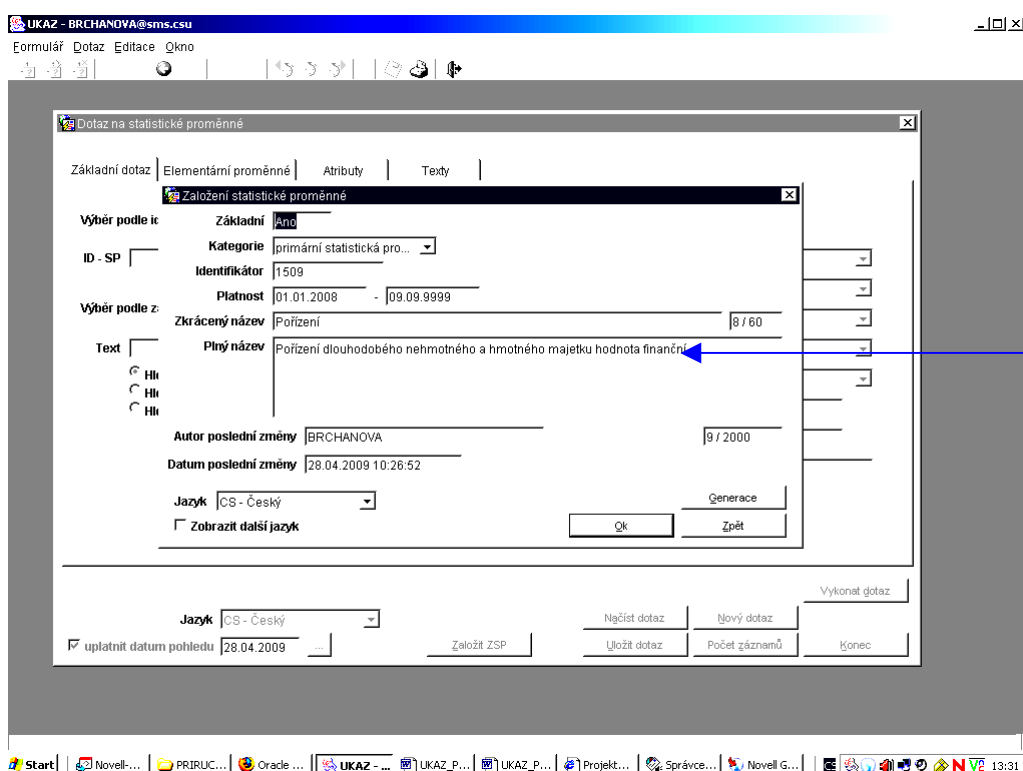 UKAZ - BRCHANOVA@sms.csu
Formulář Dotaz Editace Okno
Dotaz na statistické proměnné
Základní dotaz Elementární proměnné Atributy Texty
Založení statistické proměnné
Výběr podle
Základní Ano
Kategorie primární statistická pro...
ID - SP
Identifikátor 1509
Platnost 01.01.2008 - 09.09.9999
Výběr podle
Zkrácený název Pořízení 8 / 60
Text
Plný název Pořízení dlouhodobého nehmotného a hmotného majetku hodnota finanční
Autor poslední změny BRCHANOVA 9 / 2000
Datum poslední změny 28.04.2009 10:26:52
Jazyk CS - Český Generace
Zobrazit další jazyk Ok Zpět
Vykonat dotaz
Jazyk CS - Český Načíst dotaz Nový dotaz
uplatnit datum pohledu 28.04.2009 ... Založit ZSP Uložit dotaz Počet záznamů Konec
Start Novell-... PRIRUC... Oracle ... UKAZ - ... UKAZ_P... UKAZ_P... Projekt... Správce... Novell G... 13:31